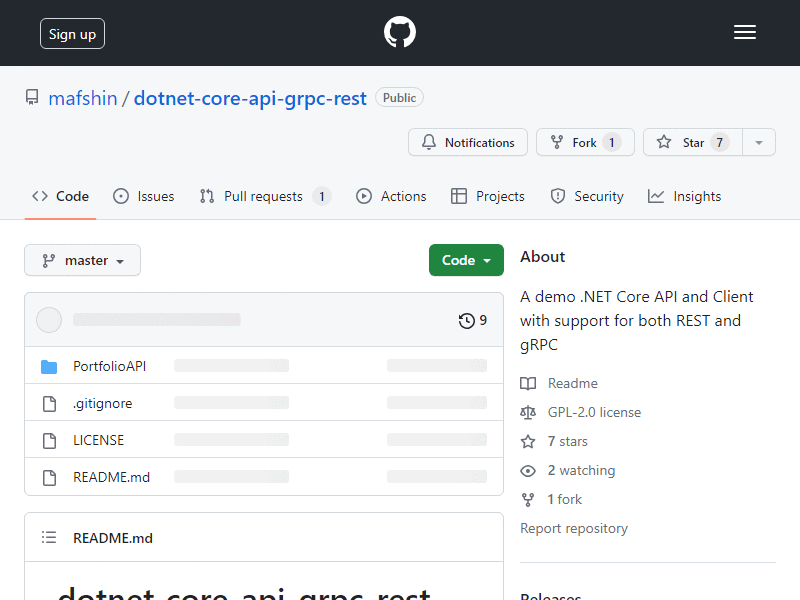 Sign up
mafshin / dotnet-core-api-grpc-rest Public
Notifications Fork 1 Star 7
Code Issues Pull requests 1 Actions Projects Security Insights
master Code
9
PortfolioAPI
.gitignore
LICENSE
README.md
README.md
dotnet-core-api-grpc-rest
About
A demo .NET Core API and Client
with support for both REST and
gRPC
Readme
GPL-2.0 license
7 stars
2 watching
1 fork
Report repository
Releases